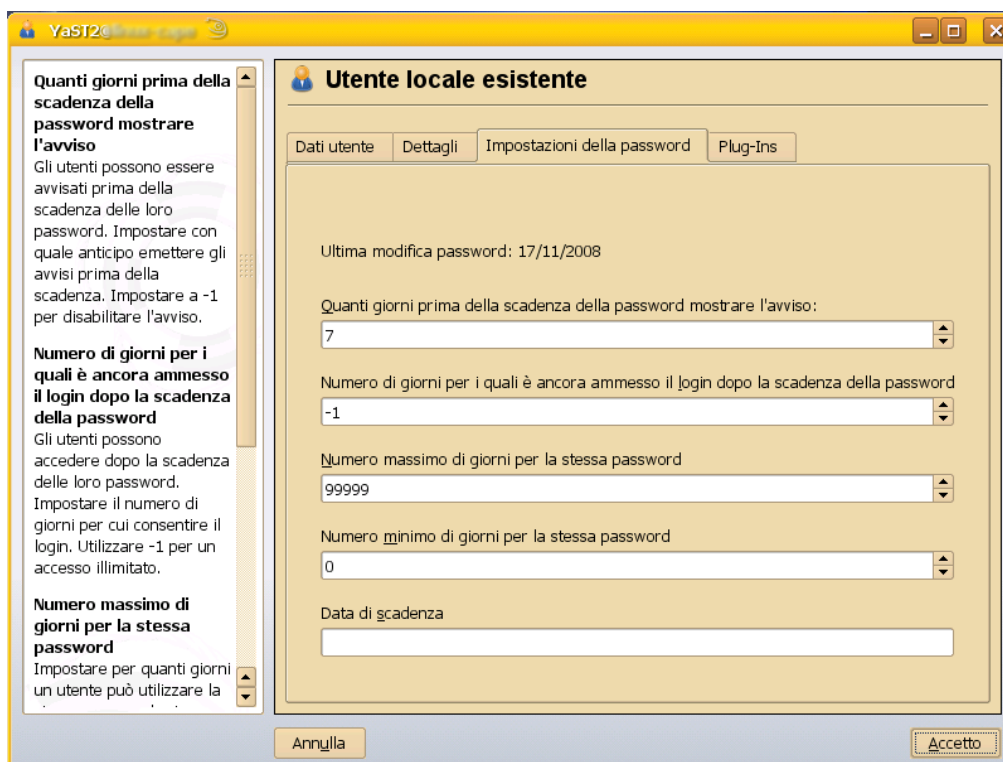 YaST2@
Quanti giorni prima della
scadenza della
password mostrare
l'avviso
Gli utenti possono essere
avvisati prima della
scadenza delle loro
password. Impostare con
quale anticipo emettere gli
avvisi prima della
scadenza. Impostare a -1
per disabilitare l'avviso.
Numero di giorni per i
quali è ancora ammesso
il login dopo la scadenza
della password
Gli utenti possono
accedere dopo la scadenza
delle loro password.
Impostare il numero di
giorni per cui consentire il
login. Utilizzare -1 per un
accesso illimitato.
Numero massimo di
giorni per la stessa
password
Impostare per quanti giorni
un utente può utilizzare la
Utente locale esistente
Dati utente Dettagli Impostazioni della password Plug-Ins
Ultima modifica password: 17/11/2008
Quanti giorni prima della scadenza della password mostrare l'avviso:
7
Numero di giorni per i quali è ancora ammesso il login dopo la scadenza della password
-1
Numero massimo di giorni per la stessa password
99999
Numero minimo di giorni per la stessa password
0
Data di scadenza
Annulla Accetto